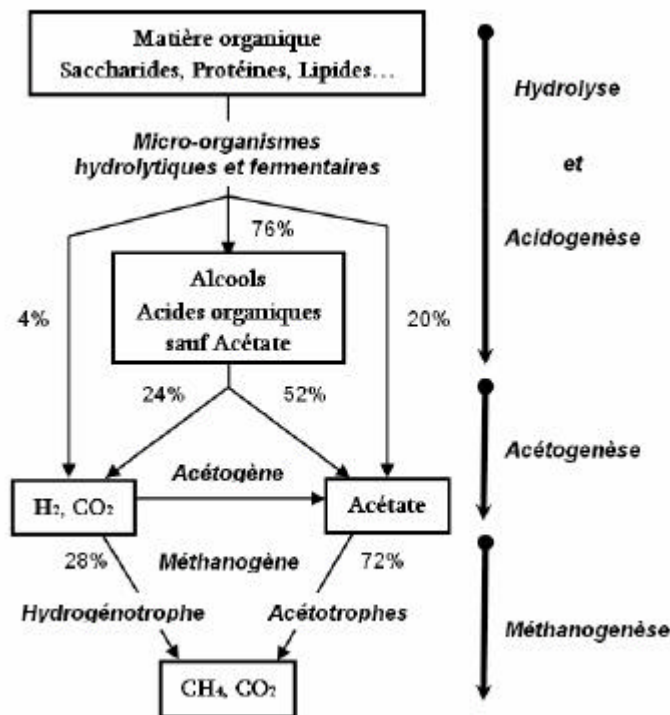 Matière organique
Saccharides, Protéines, Lipides...
Hydrolyse
Micro-organismes
hydrolytiques et fermentaires
et
76%
Acidogenèse
Alcools
Acides organiques
sauf Acétate
4%
20%
24%
52%
Acétogène
Acétogenèse
H₂, CO₂
Acétate
28%
Méthanogène
72%
Hydrogénotrophe
Acétotrophes
Méthanogenèse
CH₄, CO₂